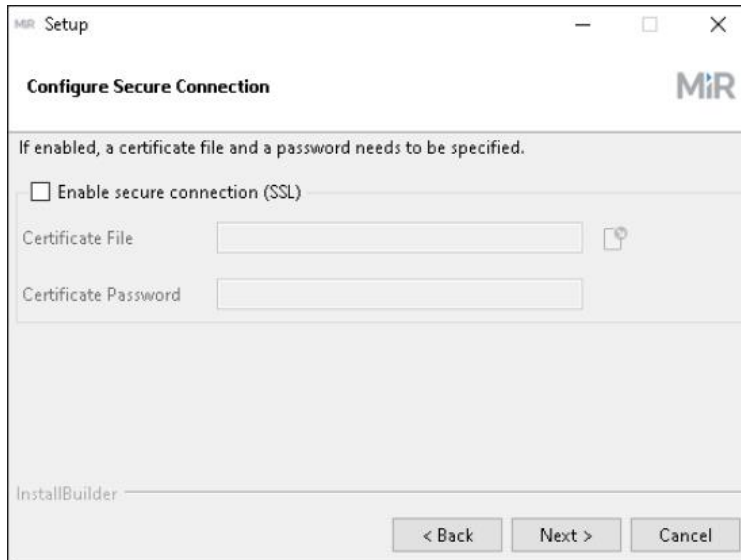 MiR Setup
Configure Secure Connection MiR
If enabled, a certificate file and a password needs to be specified.
Enable secure connection (SSL)
Certificate File
Certificate Password
InstallBuilder
< Back Next > Cancel